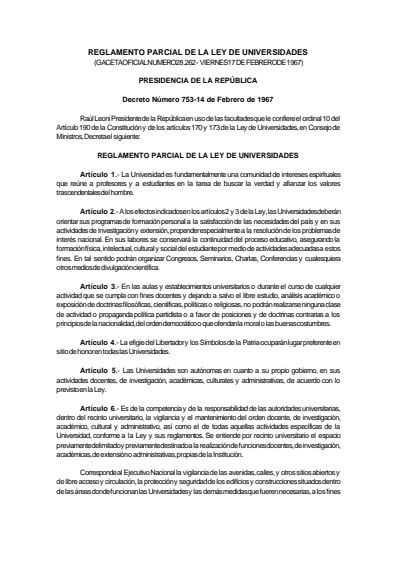 REGLAMENTO PARCIAL DE LA LEY DE UNIVERSIDADES
(GACETA OFICIAL NUMERO 28.262 - VIERNES 17 DE FEBRERO DE 1967)
PRESIDENCIA DE LA REPÚBLICA
Decreto Número 753-14 de Febrero de 1967
Raúl Leoni Presidente de la República en uso de las facultades que le confiere el ordinal 10 del
Artículo 190 de la Constitución y de los artículos 170 y 173 de la Ley de Universidades, en Consejo de
Ministros, Decreta el siguiente:
REGLAMENTO PARCIAL DE LA LEY DE UNIVERSIDADES
Artículo 1.- La Universidad es fundamentalmente una comunidad de intereses espirituales
que reúne a profesores y a estudiantes en la tarea de buscar la verdad y afianzar los valores
trascendentales del hombre.
Artículo 2.- A los efectos indicados en los artículos 2 y 3 de la Ley, las Universidades deberán
orientar sus programas de formación personal a la satisfacción de las necesidades del país y en sus
actividades de investigación y extensión, propender especialmente a la resolución de los problemas de
interés nacional. En sus labores se conservará la continuidad del proceso educativo, asegurando la
formación física, intelectual, cultural y social del estudiante por medio de actividades adecuadas a estos
fines. En tal sentido podrán organizar Congresos, Seminarios, Charlas, Conferencias y cualesquiera
otros medios de divulgación científica.
Artículo 3.- En las aulas y establecimientos universitarios o durante el curso de cualquier
actividad que se cumpla con fines docentes y dejando a salvo el libre estudio, análisis académico o
exposición de doctrinas filosóficas, científicas, políticas o religiosas, no podrán realizarse ninguna clase
de actividad o propaganda política partidista o a favor de posiciones y de doctrinas contrarias a los
principios de la nacionalidad, del orden democrático o que ofendan la moral o las buenas costumbres.
Artículo 4.- La efigie del Libertador y los Símbolos de la Patria ocuparán lugar preferente en
sitio de honor en todas las Universidades.
Artículo 5.- Las Universidades son autónomas en cuanto a su propio gobierno, en sus
actividades docentes, de investigación, académicas, culturales y administrativas, de acuerdo con lo
previsto en la Ley.
Artículo 6.- Es de la competencia y de la responsabilidad de las autoridades universitarias,
dentro del recinto universitario, la vigilancia y el mantenimiento del orden docente, de investigación,
académico, cultural y administrativo, así como el de todas aquellas actividades específicas de la
Universidad, conforme a la Ley y sus reglamentos. Se entiende por recinto universitario el espacio
previamente delimitado y previamente destinado a la realización de funciones docentes, de investigación,
académicas, de extensión o administrativas, propias de la Institución.
Corresponde al Ejecutivo Nacional la vigilancia de las avenidas, calles, y otros sitios abiertos y
de libre acceso y circulación, la protección y seguridad de los edificios y construcciones situados dentro
de las áreas donde funcionan las Universidades y las demás medidas que fueren necesarias, a los fines